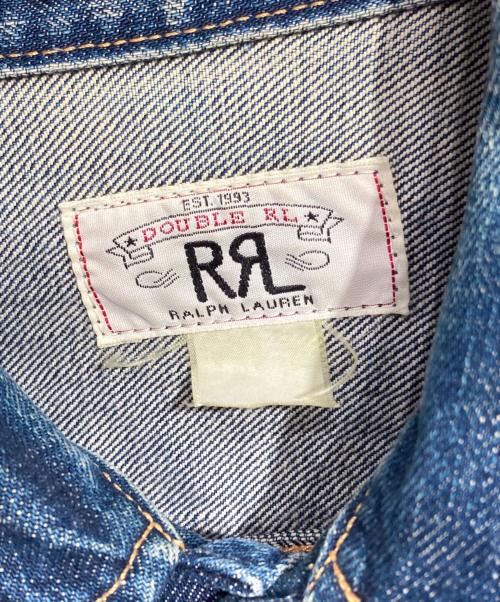 EST. 1993
DOUBLE RL
RRL
RALPH LAUREN